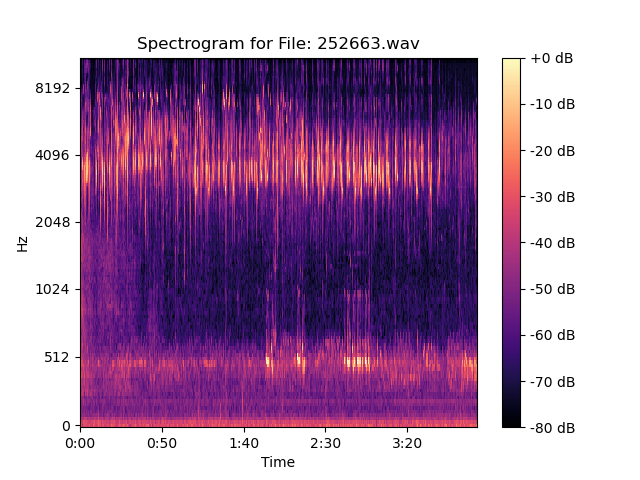 Spectrogram for File: 252663.wav
8192
4096
2048
1024
512
0
Hz
0:00
0:50
1:40
2:30
3:20
Time
+0 dB
-10 dB
-20 dB
-30 dB
-40 dB
-50 dB
-60 dB
-70 dB
-80 dB